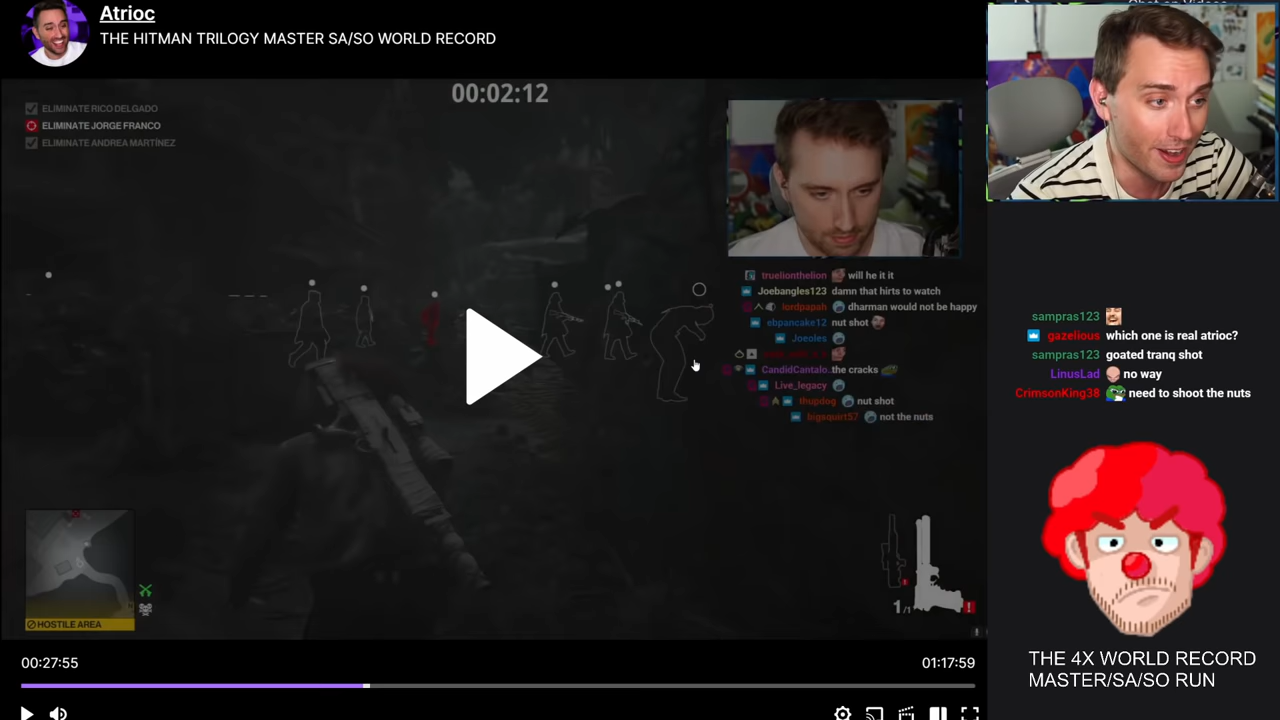 Atrioc
THE HITMAN TRILOGY MASTER SA/SO WORLD RECORD
00:02:12
ELIMINATE RICO DELGADO
ELIMINATE JORGE FRANCO
ELIMINATE ANDREA MARTÍNEZ
truelionthelion will he it it
Joebangles123 damn that hirts to watch
lordpapah dharman would not be happy
ebpancake12 nut shot
Joeoles
CandidCantalo... the cracks
Live_legacy
thupdog nut shot
bigsquirt57 not the nuts
1/1
HOSTILE AREA
00:27:55
01:17:59
sampras123
gazelious which one is real atrioc?
sampras123 goated tranq shot
LinusLad no way
CrimsonKing38 need to shoot the nuts
THE 4X WORLD RECORD
MASTER/SA/SO RUN